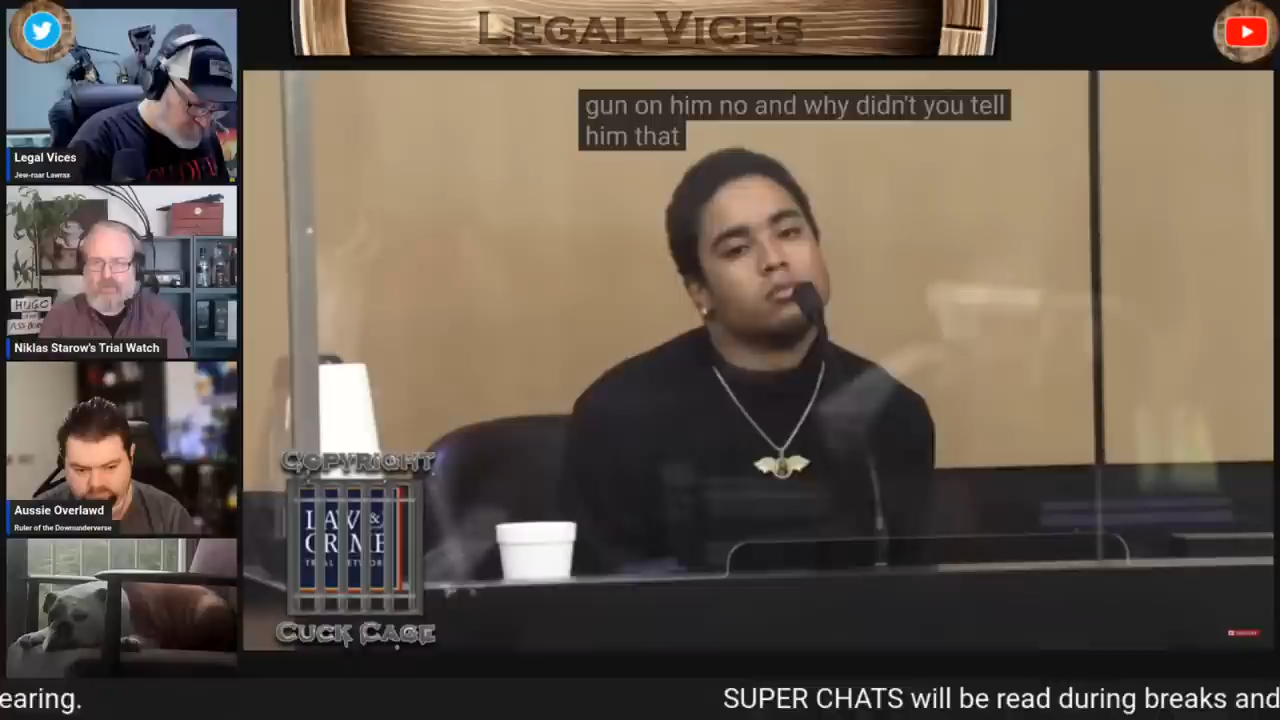 LEGAL VICES
gun on him no and why didn't you tell
him that
Legal Vices
Jew-roar Lawrax
HUGO
Niklas Starow's Trial Watch
Aussie Overlawd
Ruler of the Downunderverse
COPYRIGHT
LAW &
CRIME
CUCK CAGE
earing.
SUPER CHATS will be read during breaks and